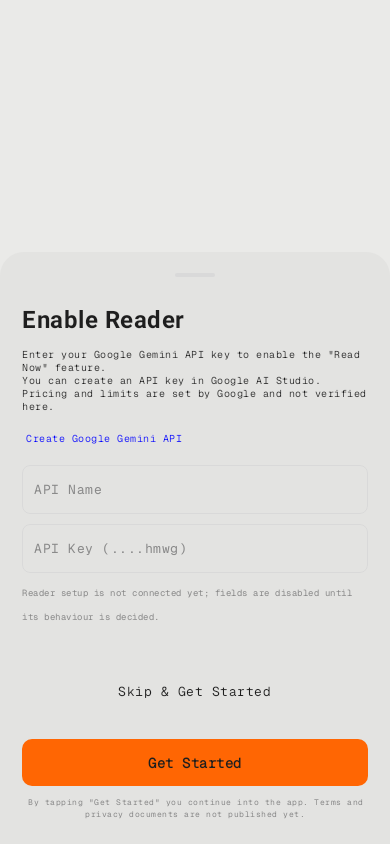 Enable Reader
Enter your Google Gemini API key to enable the "Read
Now" feature.
You can create an API key in Google AI Studio.
Pricing and limits are set by Google and not verified
here.
Create Google Gemini API
API Name
API Key (....hmwg)
Reader setup is not connected yet; fields are disabled until
its behaviour is decided.
Skip & Get Started
Get Started
By tapping "Get Started" you continue into the app. Terms and
privacy documents are not published yet.